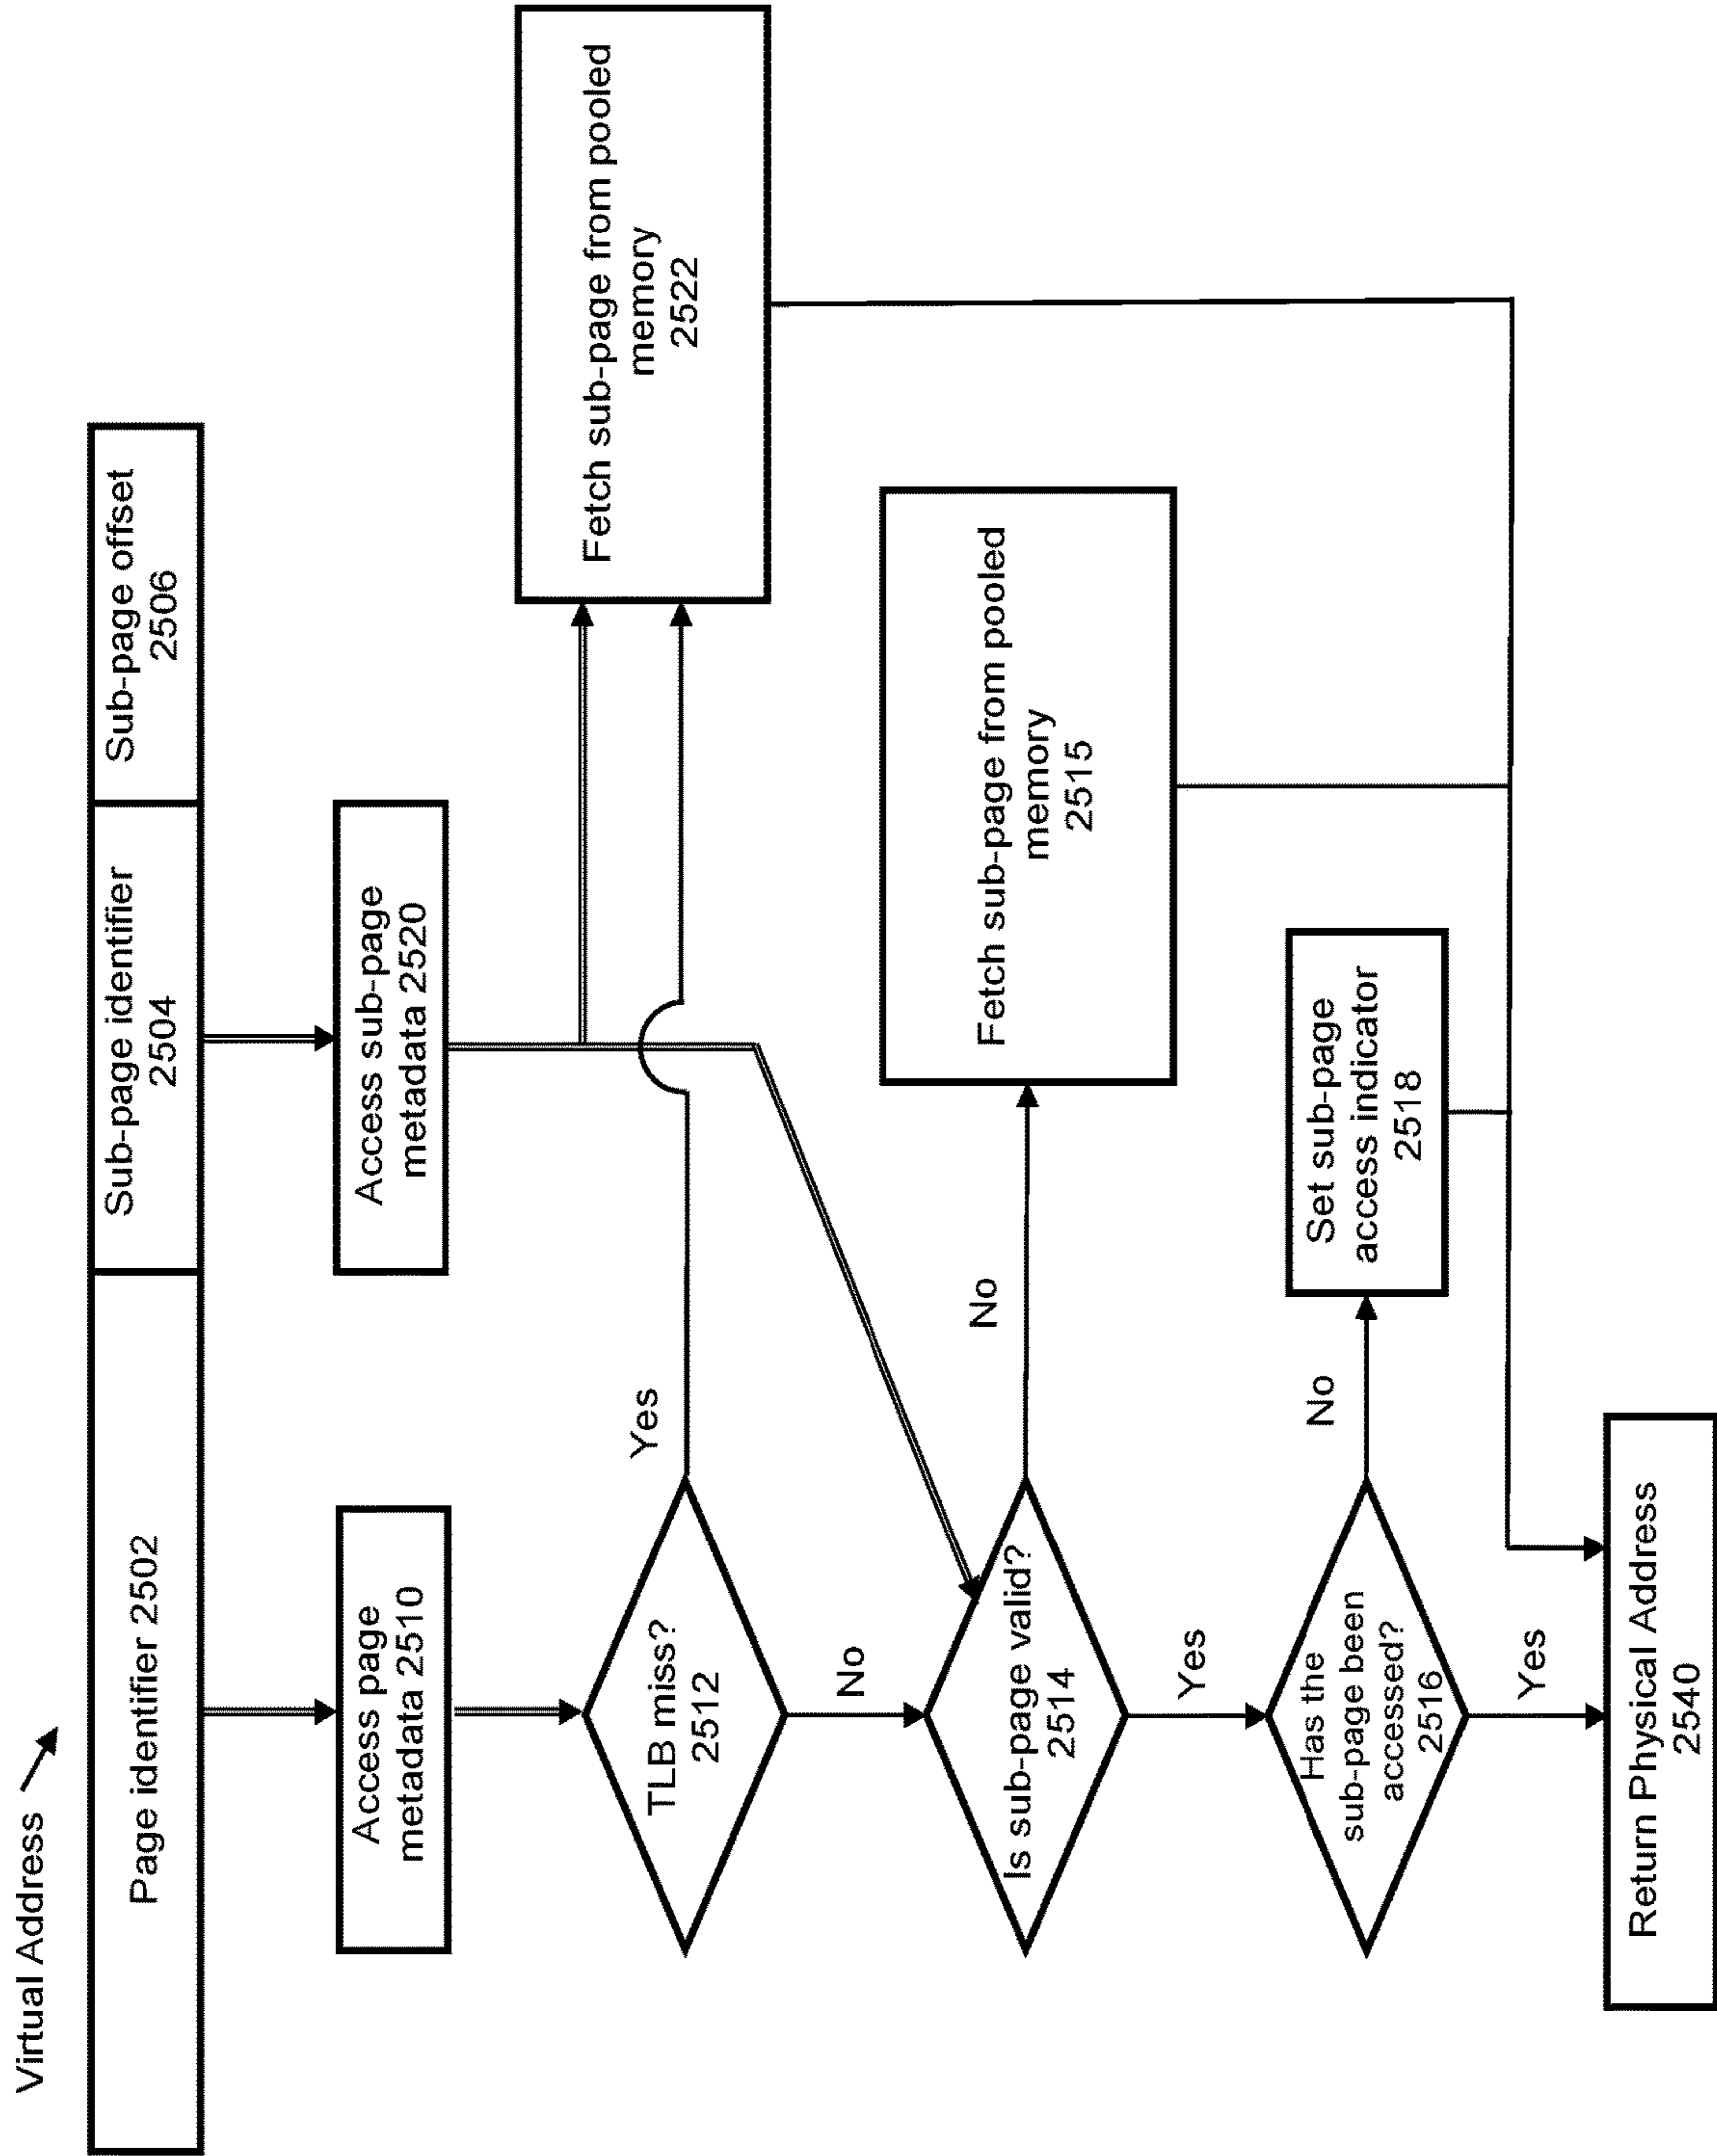 Virtual Address
Page identifier 2502
Sub-page identifier
2504
Sub-page offset
2506
Access page
metadata 2510
Access sub-page
metadata 2520
TLB miss?
2512
Yes
Fetch sub-page from pooled
memory
2522
No
Is sub-page valid?
2514
No
Fetch sub-page from pooled
memory
2515
Yes
Has the
sub-page been
accessed?
2516
No
Set sub-page
access indicator
2518
Yes
Return Physical Address
2540